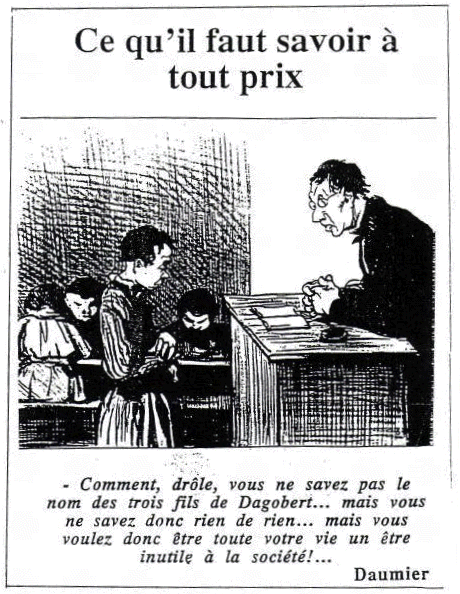 Ce qu'il faut savoir à
tout prix
- Comment, drôle, vous ne savez pas le
nom des trois fils de Dagobert... mais vous
ne savez donc rien de rien... mais vous
voulez donc être toute votre vie un être
inutile à la société!...
Daumier